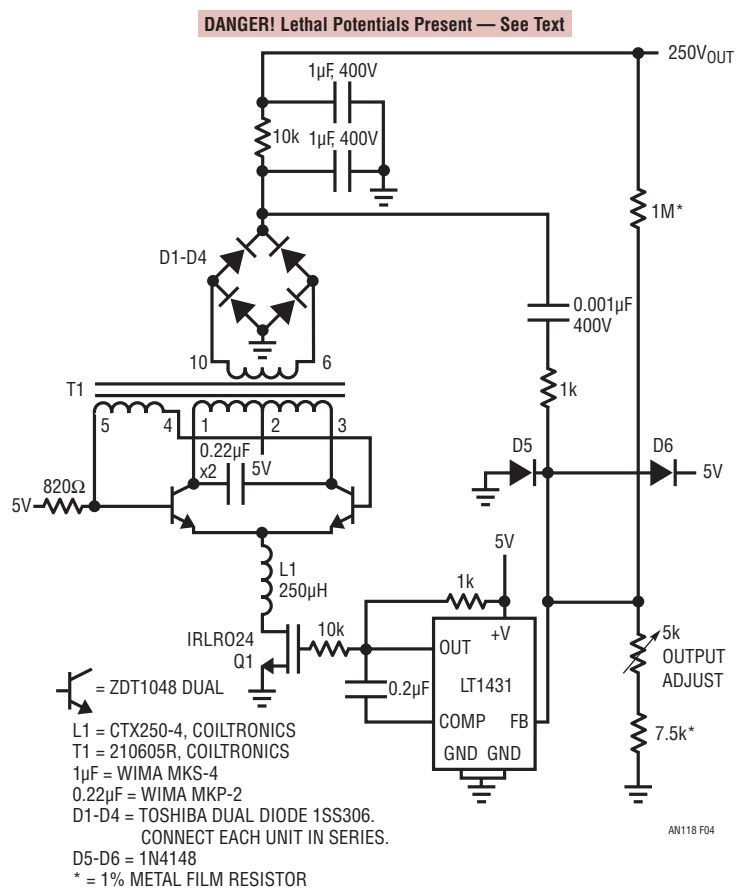 DANGER! Lethal Potentials Present — See Text
250VOUT
1µF, 400V
10k
1µF, 400V
1M*
D1-D4
0.001µF
400V
10
6
1k
T1
5
4
1
2
3
0.22µF
x2
5V
D5
D6
5V
820Ω
5V
5V
L1
250µH
1k
+V
10k
OUT
5k
OUTPUT
ADJUST
IRLRO24
Q1
LT1431
0.2µF
= ZDT1048 DUAL
COMP
FB
7.5k*
GND GND
L1 = CTX250-4, COILTRONICS
T1 = 210605R, COILTRONICS
1µF = WIMA MKS-4
0.22µF = WIMA MKP-2
D1-D4 = TOSHIBA DUAL DIODE 1SS306.
CONNECT EACH UNIT IN SERIES.
D5-D6 = 1N4148
* = 1% METAL FILM RESISTOR
AN118 F04